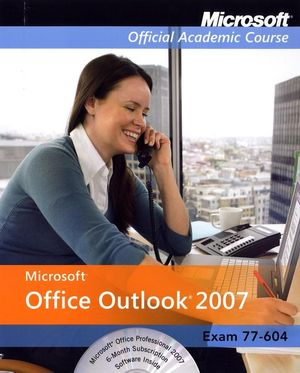 Microsoft®
Official Academic Course
Microsoft
Office Outlook® 2007
Exam 77-604
Microsoft® Office Professional 2007
6-Month Subscription
Software Inside